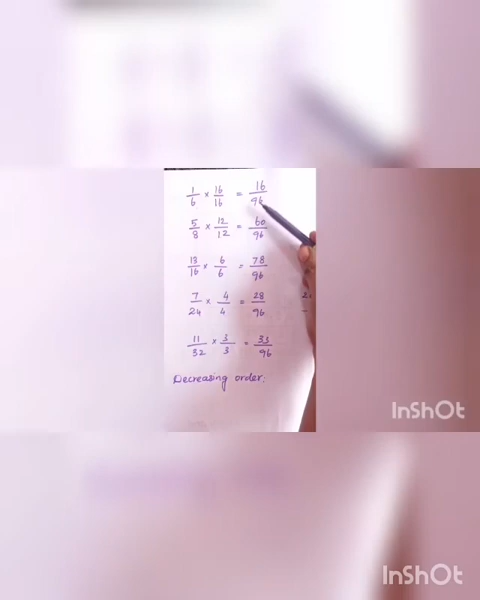 1/6 × 16/16 = 16/96
5/8 × 12/12 = 60/96
13/16 × 6/6 = 78/96
7/24 × 4/4 = 28/96
11/32 × 3/3 = 33/96
Decreasing order:
InShOt
InShOt